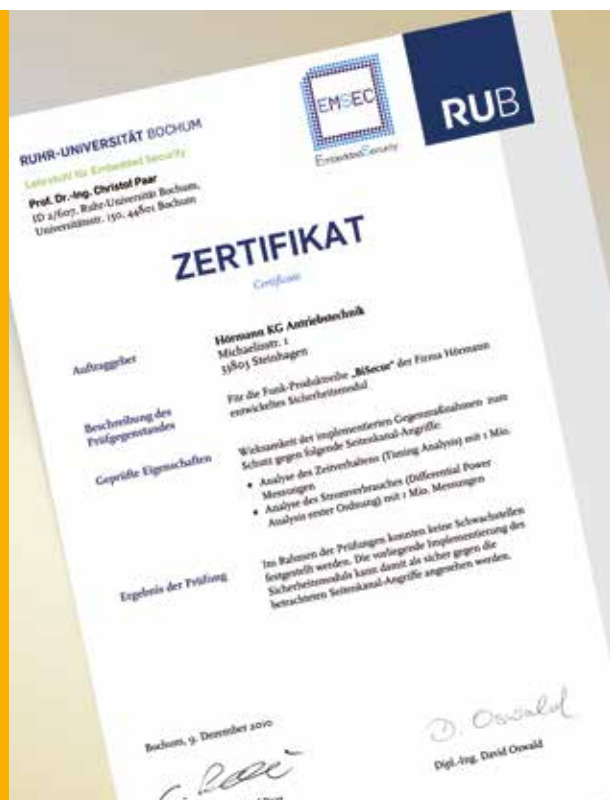 RUHR-UNIVERSITÄT BOCHUM
Lehrstuhl für Embedded Security
Prof. Dr.-Ing. Christof Paar
ID 2/607, Ruhr-Universität Bochum,
Universitätsstr. 150, 44801 Bochum
EMSEC
Embedded Security
RUB
ZERTIFIKAT
Certificate
Auftraggeber
Hörmann KG Antriebstechnik
Michaelisstr. 1
33803 Steinhagen
Beschreibung des
Prüfgegenstandes
Für die Funk-Produktreihe „BiSecur" der Firma Hörmann
entwickeltes Sicherheitsmodul
Geprüfte Eigenschaften
Wirksamkeit der implementierten Gegenmaßnahmen zum
Schutz gegen folgende Seitenkanal-Angriffe:
• Analyse des Zeitverhaltens (Timing Analysis) mit 1 Mio.
Messungen
• Analyse des Stromverbrauches (Differential Power
Analysis erster Ordnung) mit 1 Mio. Messungen
Ergebnis der Prüfung
Im Rahmen der Prüfungen konnten keine Schwachstellen
festgestellt werden. Die vorliegende Implementierung des
Sicherheitsmoduls kann damit als sicher gegen die
betrachteten Seitenkanal-Angriffe angesehen werden.
Bochum, 9. Dezember 2010
D. Oswald
Dipl.-Ing. David Oswald